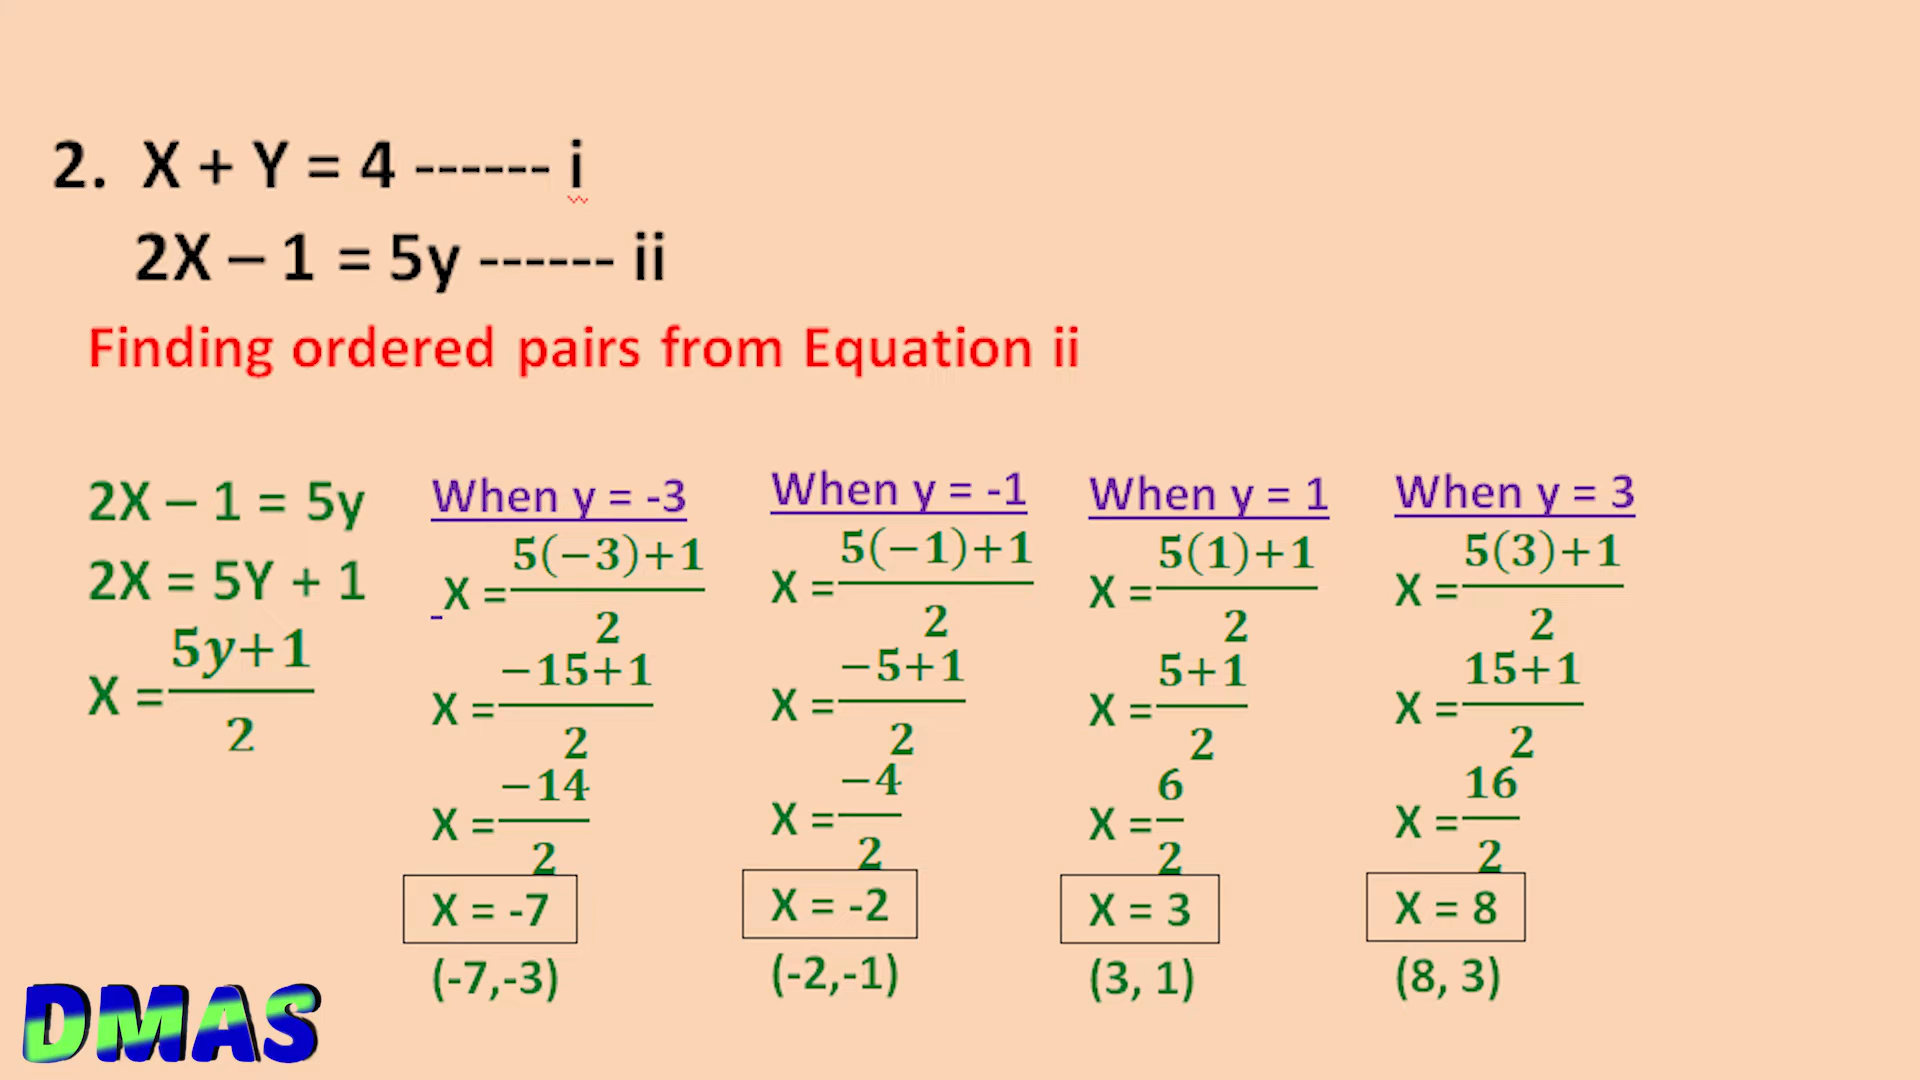 2. X + Y = 4 ------ i
2X – 1 = 5y ------ ii
Finding ordered pairs from Equation ii
2X – 1 = 5y
2X = 5Y + 1
X = (5y+1)/2
When y = -3
X = (5(−3)+1)/2
X = (−15+1)/2
X = (−14)/2
X = -7
(-7,-3)
When y = -1
X = (5(−1)+1)/2
X = (−5+1)/2
X = (−4)/2
X = -2
(-2,-1)
When y = 1
X = (5(1)+1)/2
X = (5+1)/2
X = 6/2
X = 3
(3, 1)
When y = 3
X = (5(3)+1)/2
X = (15+1)/2
X = 16/2
X = 8
(8, 3)
DMAS